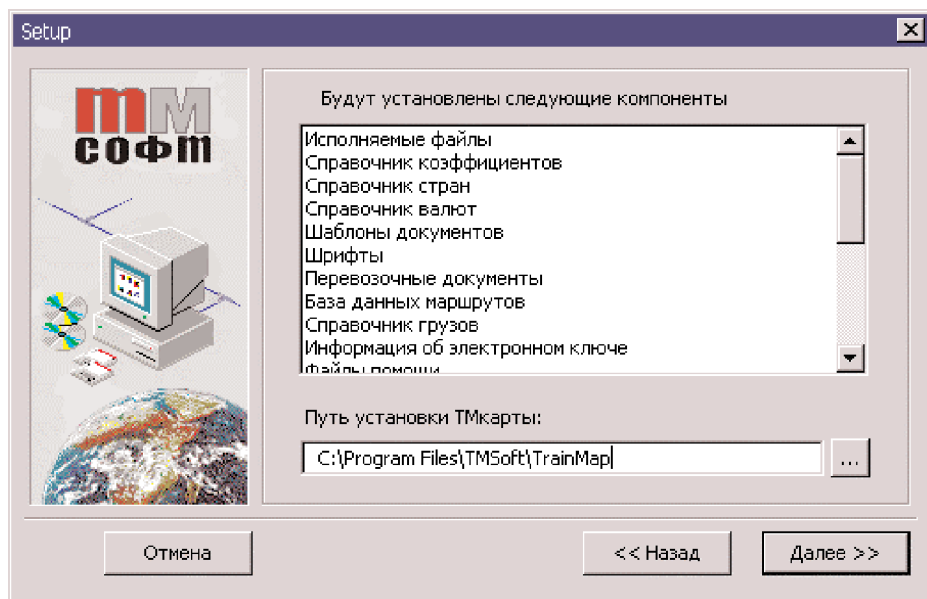 Setup
тм
софт
Будут установлены следующие компоненты
Исполняемые файлы
Справочник коэффициентов
Справочник стран
Справочник валют
Шаблоны документов
Шрифты
Перевозочные документы
База данных маршрутов
Справочник грузов
Информация об электронном ключе
Файлы помощи
Путь установки ТМкарты:
C:\Program Files\TMSoft\TrainMap
...
Отмена
<< Назад
Далее >>